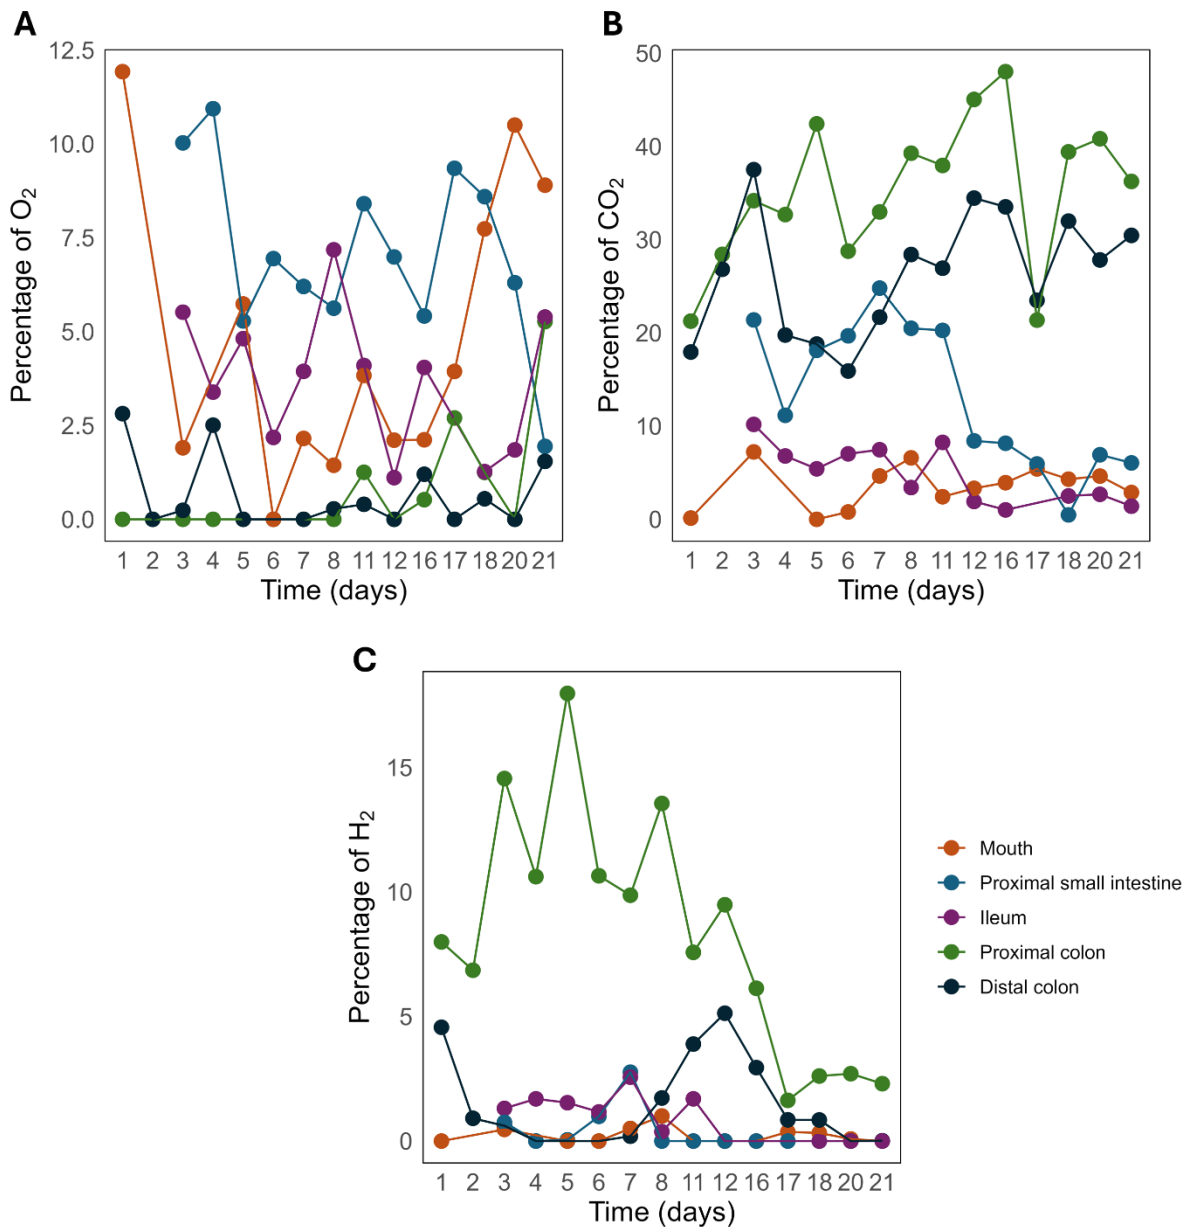 A
Percentage of O2
12.5
10.0
7.5
5.0
2.5
0.0
1 2 3 4 5 6 7 8 11 12 16 17 18 20 21
Time (days)
B
Percentage of CO2
50
40
30
20
10
0
1 2 3 4 5 6 7 8 11 12 16 17 18 20 21
Time (days)
C
Percentage of H2
15
10
5
0
1 2 3 4 5 6 7 8 11 12 16 17 18 20 21
Time (days)
Mouth
Proximal small intestine
Ileum
Proximal colon
Distal colon